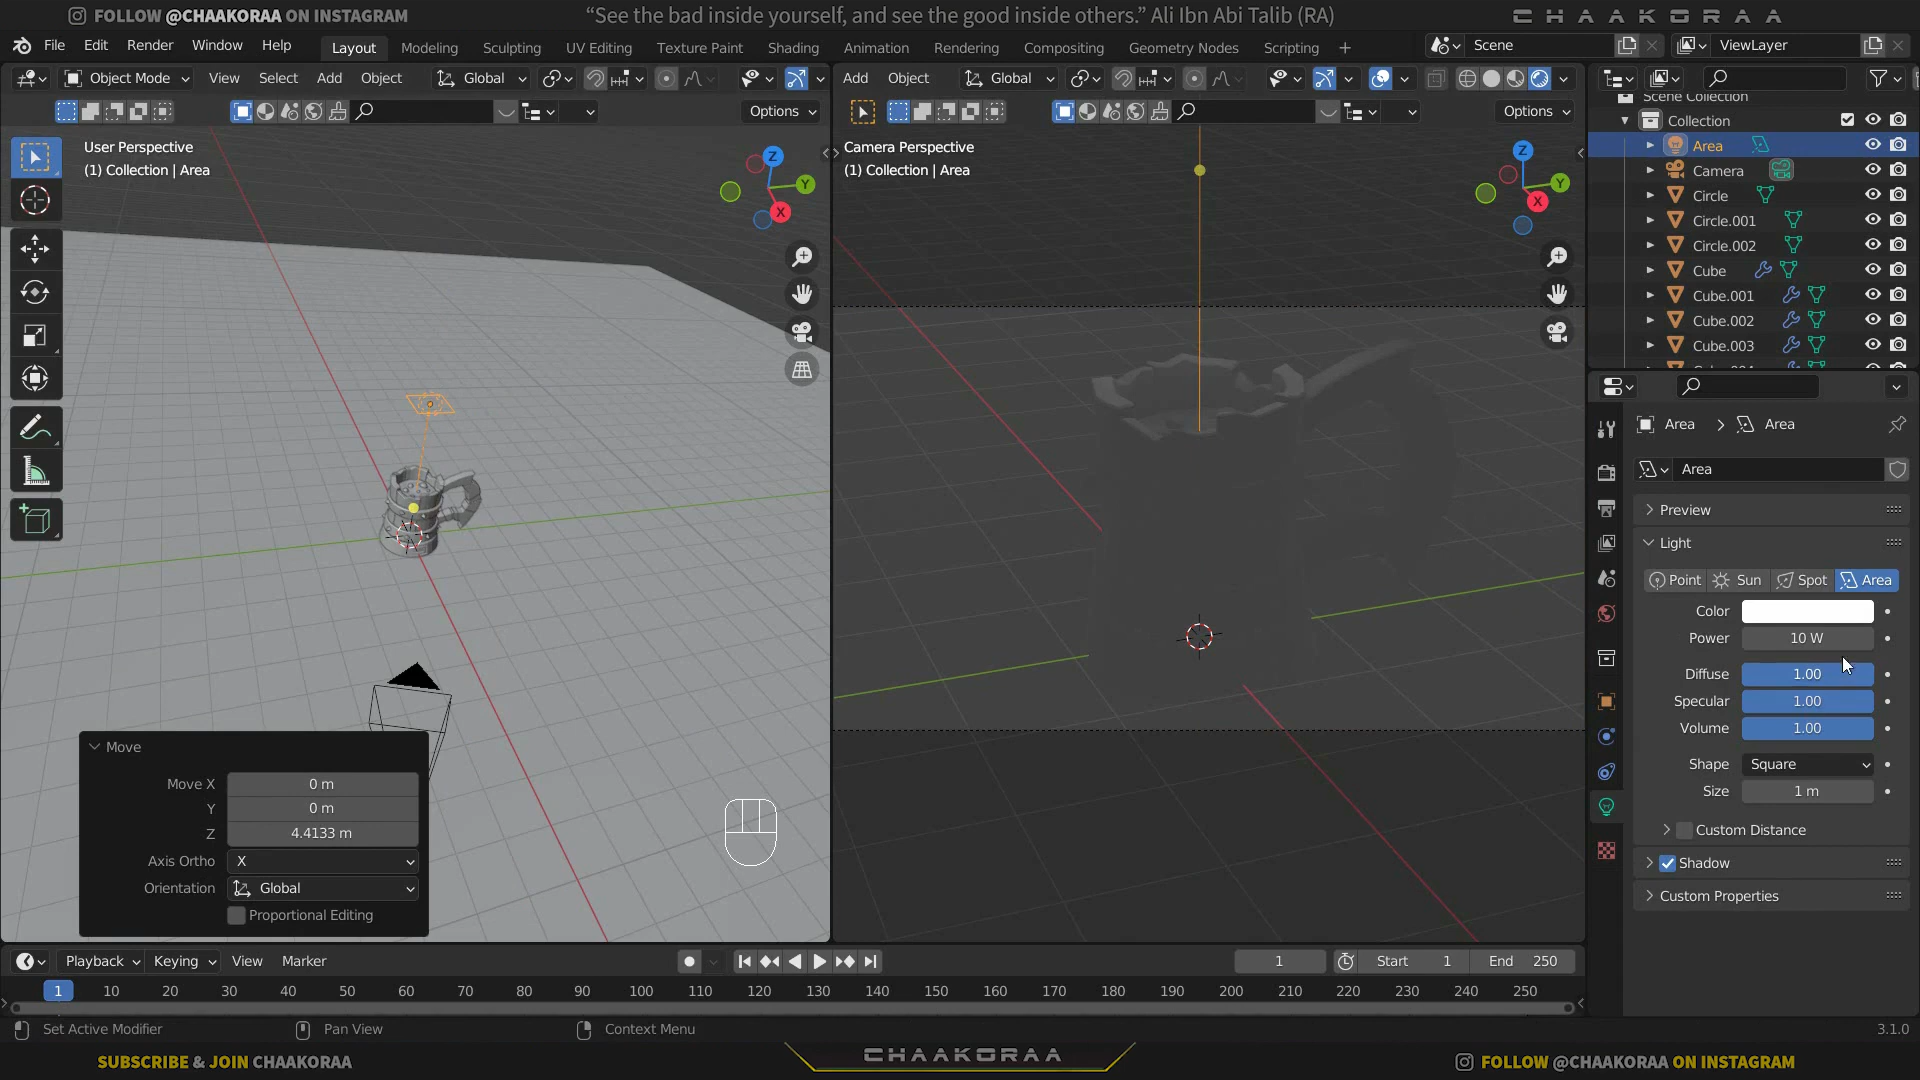 FOLLOW @CHAAKORAA ON INSTAGRAM
“See the bad inside yourself, and see the good inside others.” Ali Ibn Abi Talib (RA)
CHAAKORAA
File Edit Render Window Help
Layout Modeling Sculpting UV Editing Texture Paint Shading Animation Rendering Compositing Geometry Nodes Scripting +
Scene
ViewLayer
Object Mode View Select Add Object Global
Add Object Global
Options
Options
User Perspective
(1) Collection | Area
Camera Perspective
(1) Collection | Area
Z
Y
X
Z
Y
X
Scene Collection
Collection
Area
Camera
Circle
Circle.001
Circle.002
Cube
Cube.001
Cube.002
Cube.003
Area > Area
Area
Preview
Light
Point Sun Spot Area
Color
Power 10 W
Diffuse 1.00
Specular 1.00
Volume 1.00
Shape Square
Size 1 m
Custom Distance
Shadow
Custom Properties
Move
Move X 0 m
Y 0 m
Z 4.4133 m
Axis Ortho X
Orientation Global
Proportional Editing
Playback Keying View Marker
1 Start 1 End 250
1 10 20 30 40 50 60 70 80 90 100 110 120 130 140 150 160 170 180 190 200 210 220 230 240 250
Set Active Modifier Pan View Context Menu 3.1.0
SUBSCRIBE & JOIN CHAAKORAA
CHAAKORAA
FOLLOW @CHAAKORAA ON INSTAGRAM